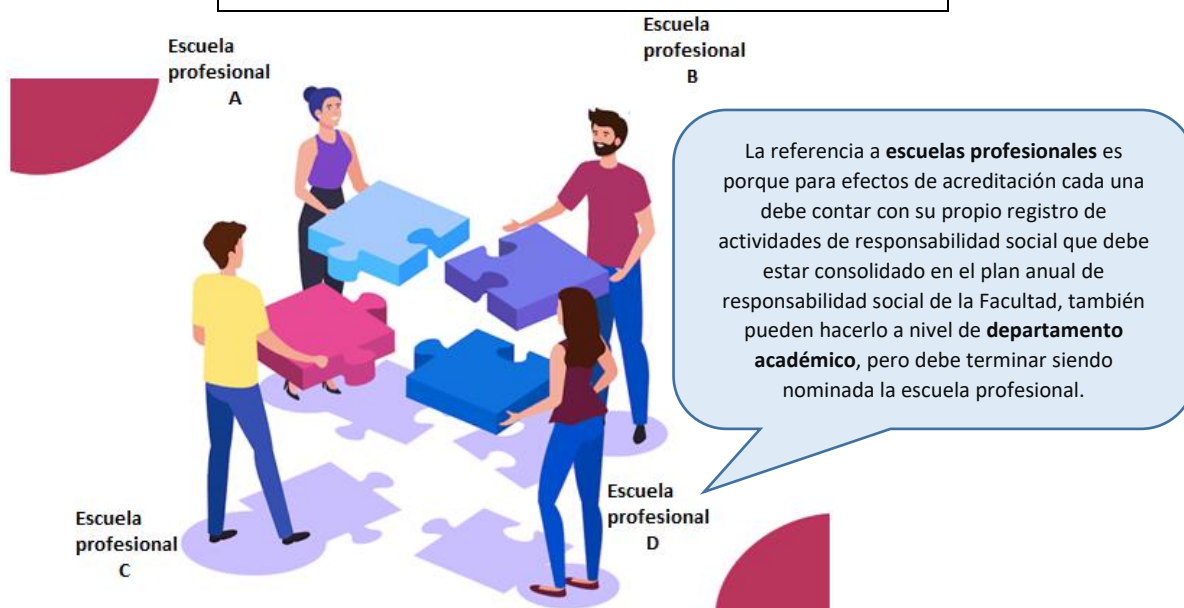 Escuela
profesional
A
Escuela
profesional
B
La referencia a escuelas profesionales es
porque para efectos de acreditación cada una
debe contar con su propio registro de
actividades de responsabilidad social que debe
estar consolidado en el plan anual de
responsabilidad social de la Facultad, también
pueden hacerlo a nivel de departamento
académico, pero debe terminar siendo
nominada la escuela profesional.
Escuela
profesional
C
Escuela
profesional
D